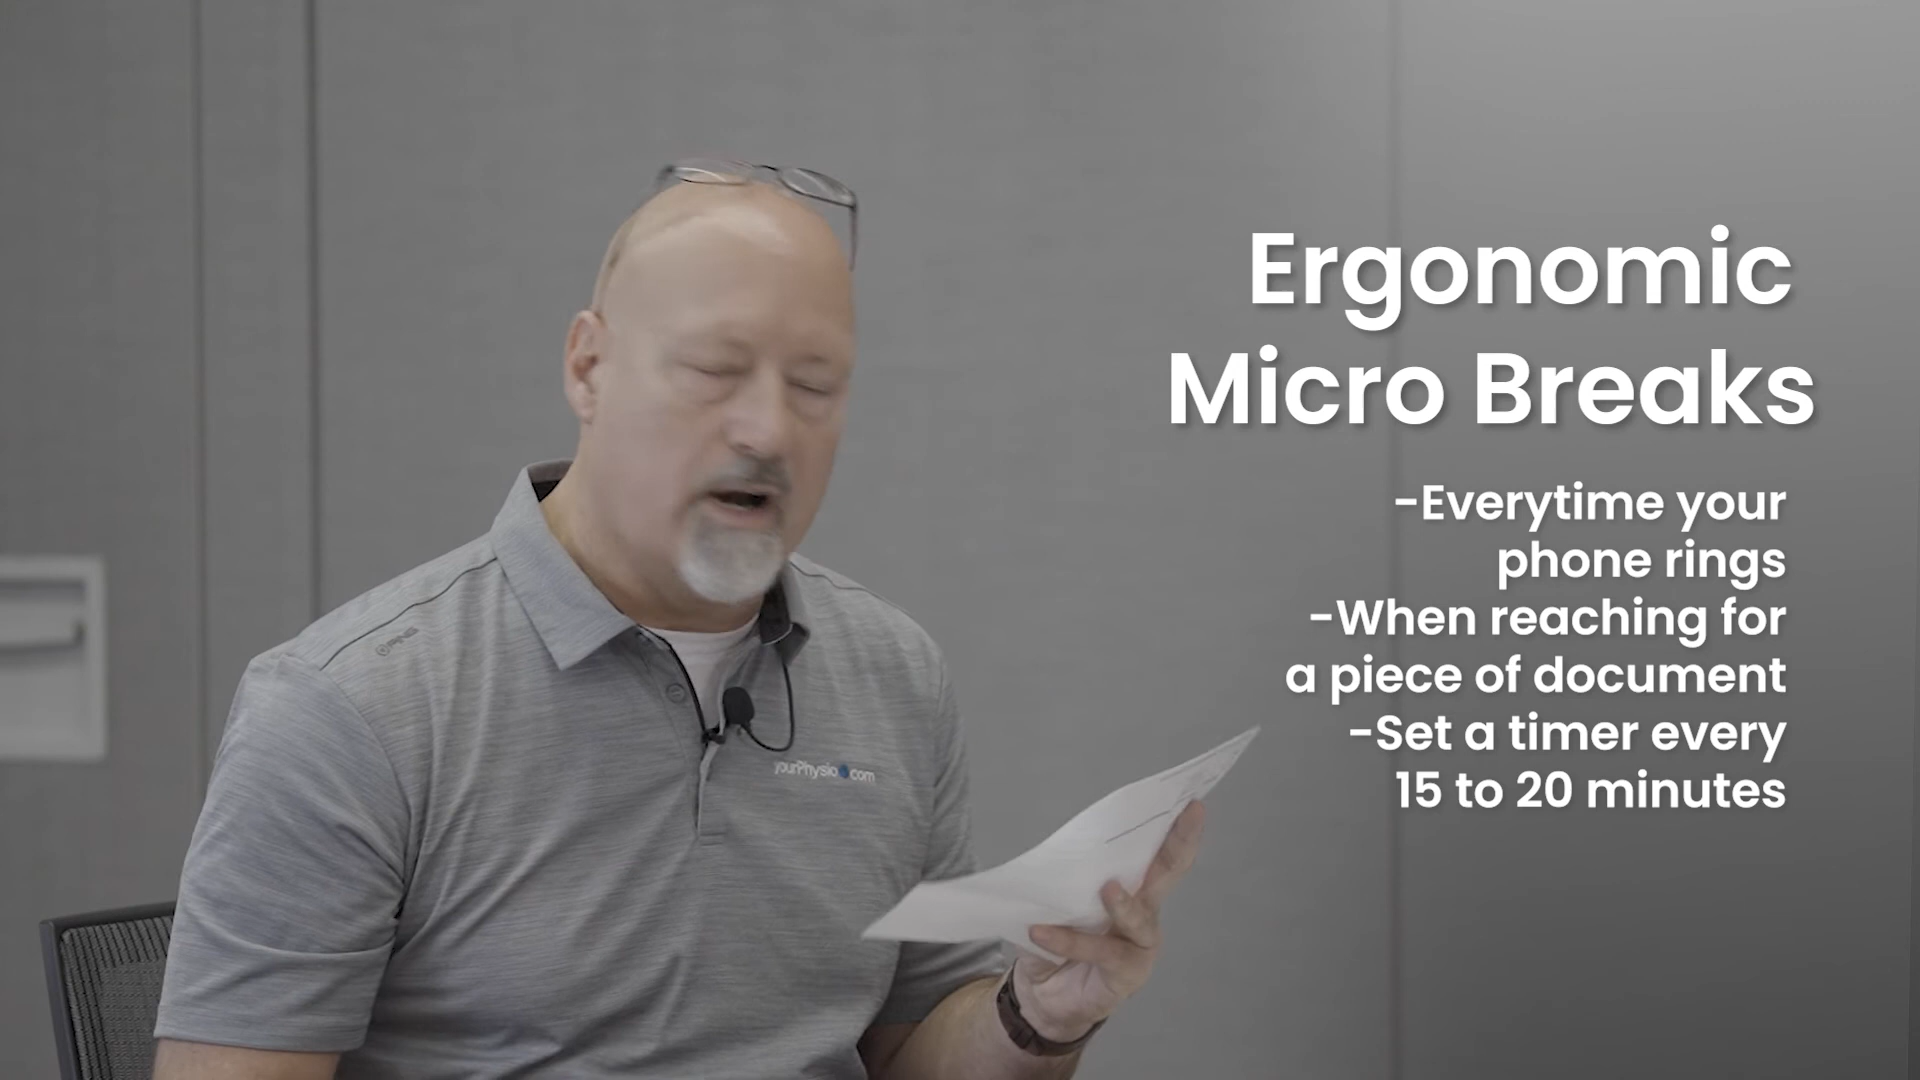 Ergonomic
Micro Breaks
-Everytime your
phone rings
-When reaching for
a piece of document
-Set a timer every
15 to 20 minutes
PING
yourPhysio.com